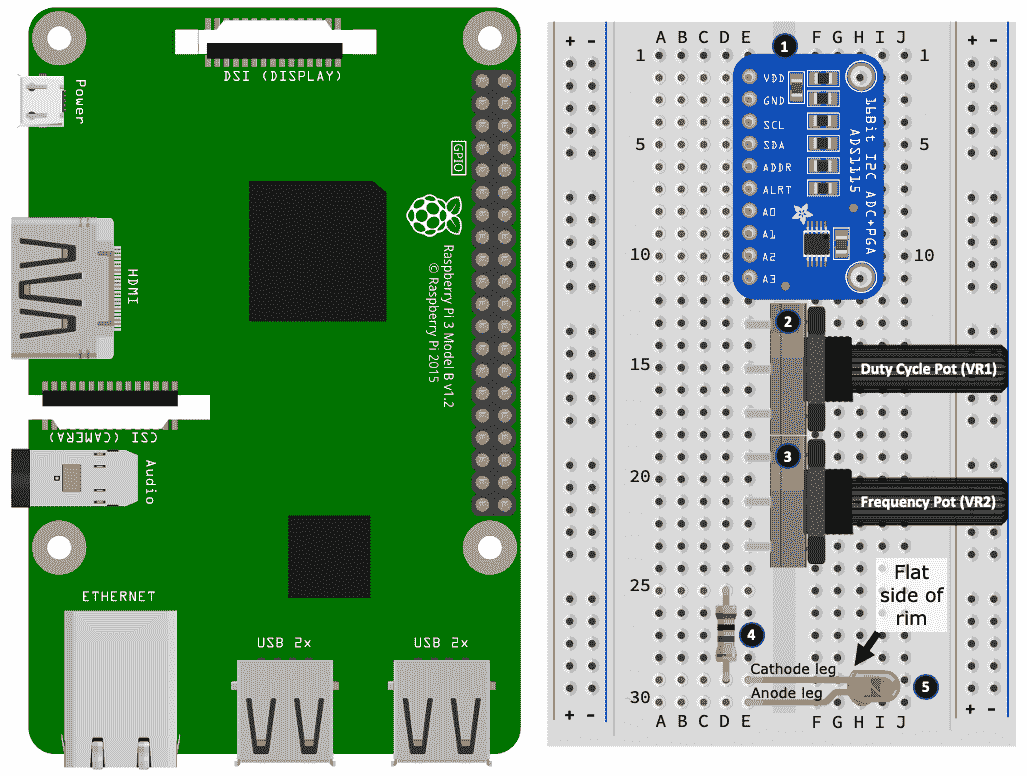 DSI (DISPLAY)
Power
GPIO
HDMI
Raspberry Pi 3 Model B v1.2
© Raspberry Pi 2015
CSI (CAMERA)
Audio
ETHERNET
USB 2x
USB 2x
A B C D E F G H I J
+ -
+ -
1
1
1
VDD
GND
SCL
SDA
ADDR
ALRT
A0
A1
A2
A3
16Bit I2C ADC+PGA
ADS1115
5
5
10
10
2
Duty Cycle Pot (VR1)
15
15
3
Frequency Pot (VR2)
20
20
25
25
Flat
side of
rim
4
Cathode leg
Anode leg
5
30
+ -
+ -
A B C D E F G H I J